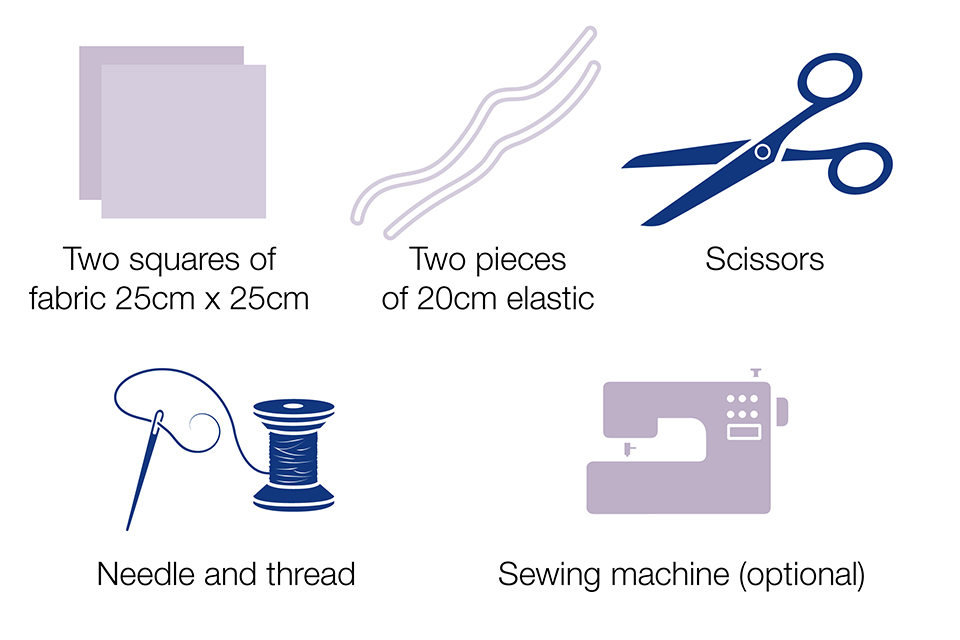 Two squares of
fabric 25cm x 25cm
Two pieces
of 20cm elastic
Scissors
Needle and thread
Sewing machine (optional)